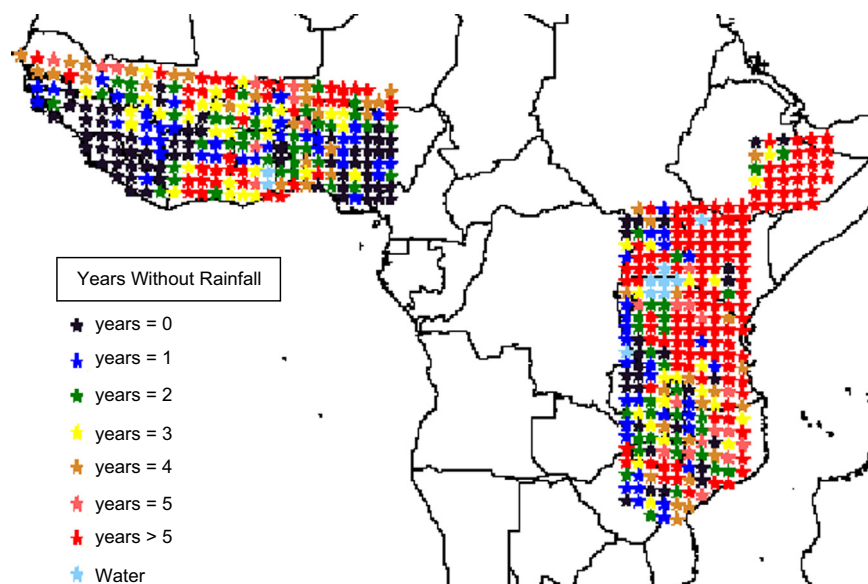 Years Without Rainfall
years = 0
years = 1
years = 2
years = 3
years = 4
years = 5
years > 5
Water